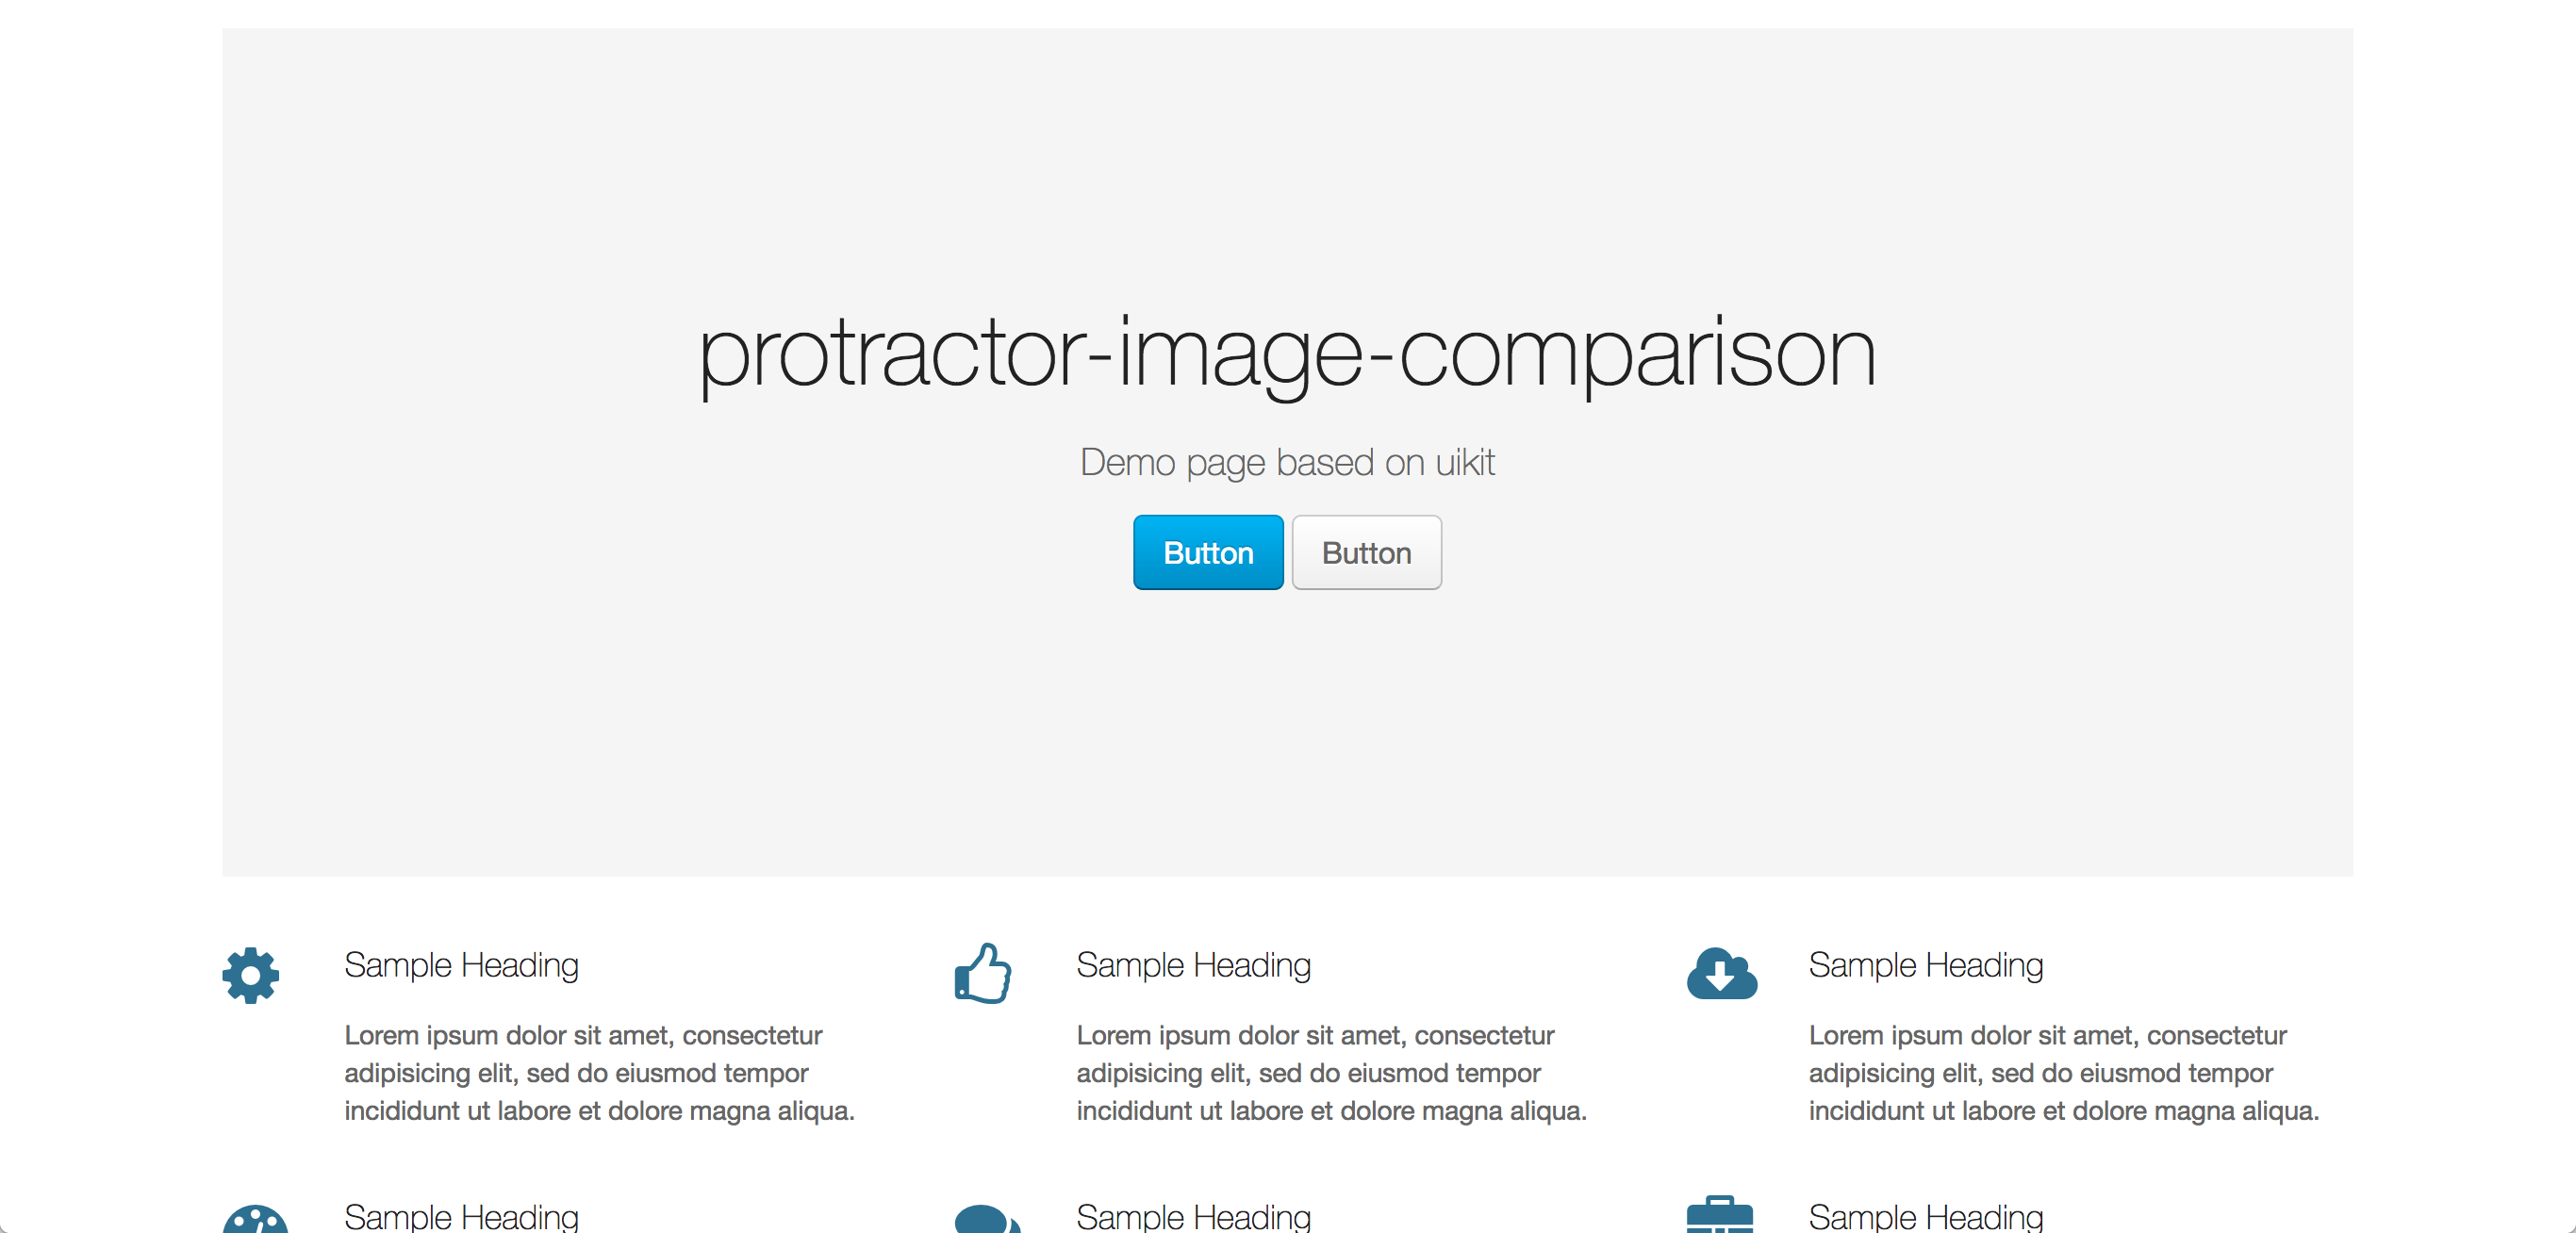 protractor-image-comparison
Demo page based on uikit
Button Button
Sample Heading
Lorem ipsum dolor sit amet, consectetur
adipisicing elit, sed do eiusmod tempor
incididunt ut labore et dolore magna aliqua.
Sample Heading
Lorem ipsum dolor sit amet, consectetur
adipisicing elit, sed do eiusmod tempor
incididunt ut labore et dolore magna aliqua.
Sample Heading
Lorem ipsum dolor sit amet, consectetur
adipisicing elit, sed do eiusmod tempor
incididunt ut labore et dolore magna aliqua.
Sample Heading
Sample Heading
Sample Heading